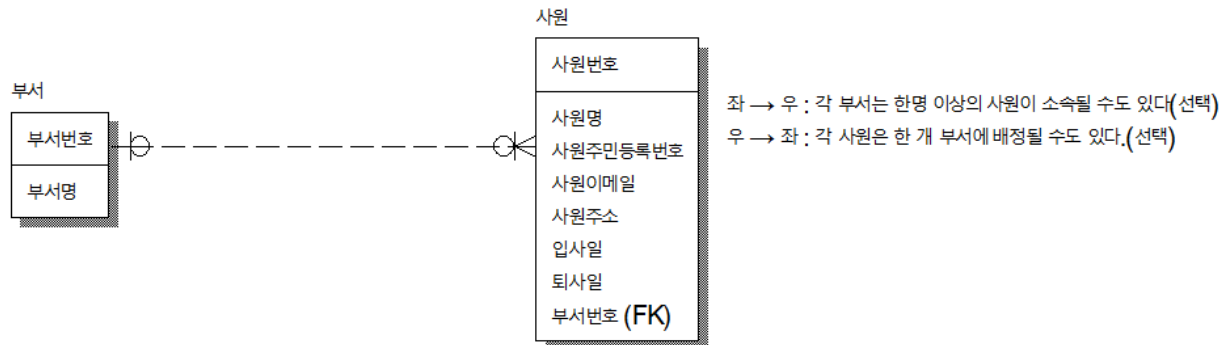 부서
부서번호
부서명
사원
사원번호
사원명
사원주민등록번호
사원이메일
사원주소
입사일
퇴사일
부서번호 (FK)
좌 → 우 : 각 부서는 한명 이상의 사원이 소속될 수도 있다(선택)
우 → 좌 : 각 사원은 한 개 부서에 배정될 수도 있다.(선택)